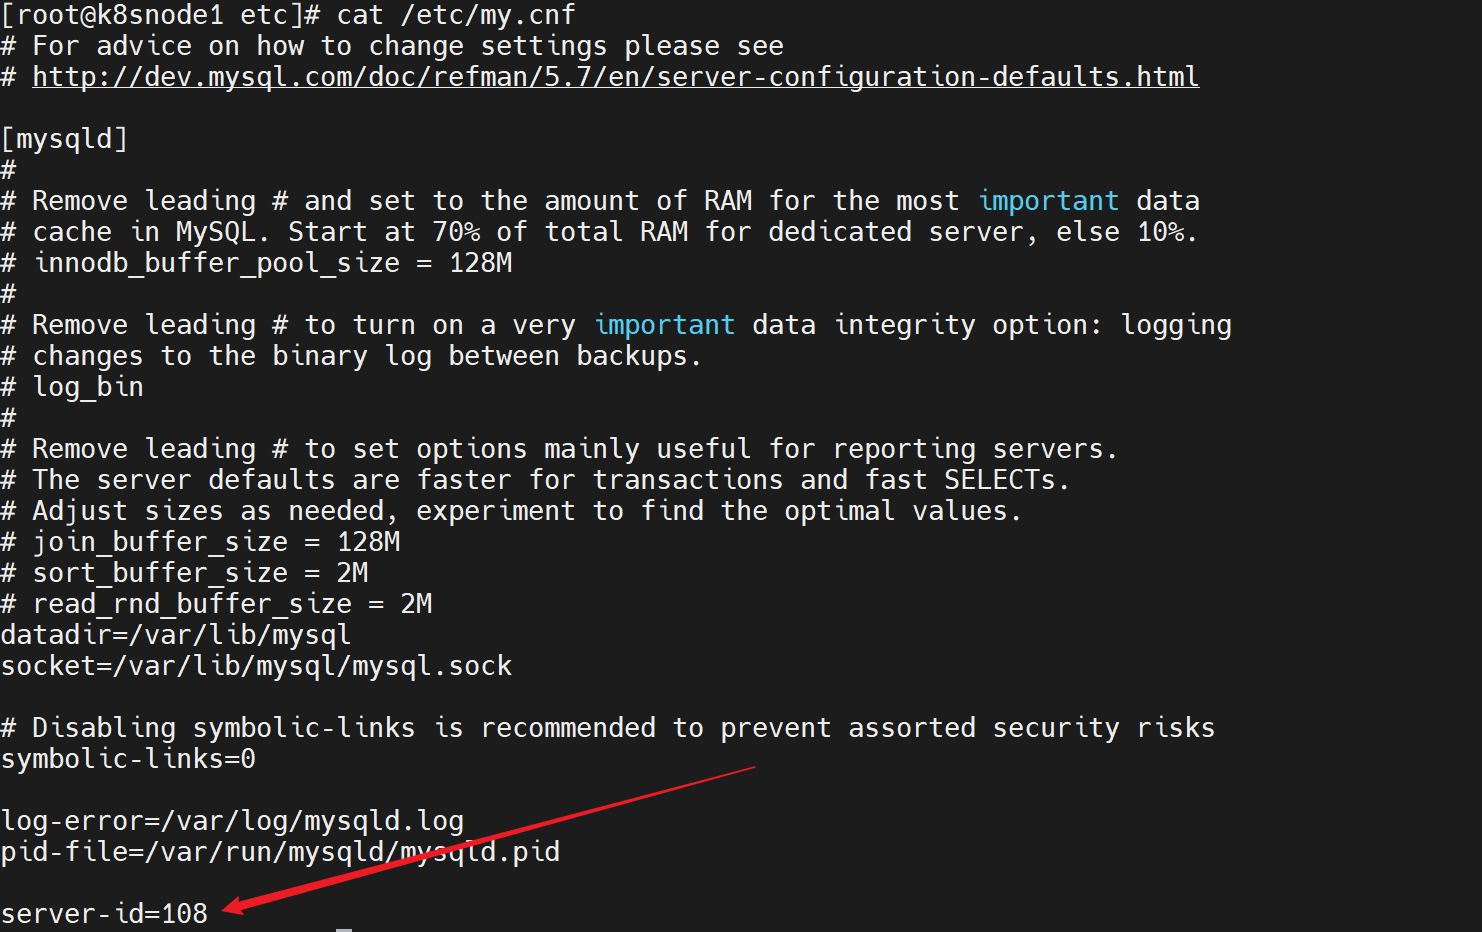 [root@k8snode1 etc]# cat /etc/my.cnf
# For advice on how to change settings please see
# http://dev.mysql.com/doc/refman/5.7/en/server-configuration-defaults.html
[mysqld]
#
# Remove leading # and set to the amount of RAM for the most important data
# cache in MySQL. Start at 70% of total RAM for dedicated server, else 10%.
# innodb_buffer_pool_size = 128M
#
# Remove leading # to turn on a very important data integrity option: logging
# changes to the binary log between backups.
# log_bin
#
# Remove leading # to set options mainly useful for reporting servers.
# The server defaults are faster for transactions and fast SELECTs.
# Adjust sizes as needed, experiment to find the optimal values.
# join_buffer_size = 128M
# sort_buffer_size = 2M
# read_rnd_buffer_size = 2M
datadir=/var/lib/mysql
socket=/var/lib/mysql/mysql.sock
# Disabling symbolic-links is recommended to prevent assorted security risks
symbolic-links=0
log-error=/var/log/mysqld.log
pid-file=/var/run/mysqld/mysqld.pid
server-id=108